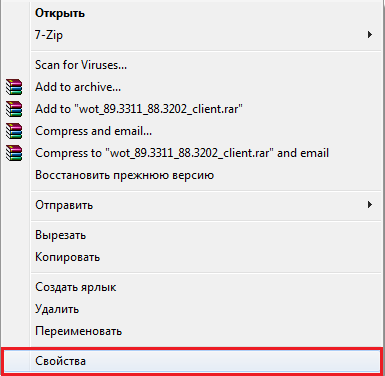 Открыть
7-Zip
Scan for Viruses...
Add to archive...
Add to "wot_89.3311_88.3202_client.rar"
Compress and email...
Compress to "wot_89.3311_88.3202_client.rar" and email
Восстановить прежнюю версию
Отправить
Вырезать
Копировать
Создать ярлык
Удалить
Переименовать
Свойства